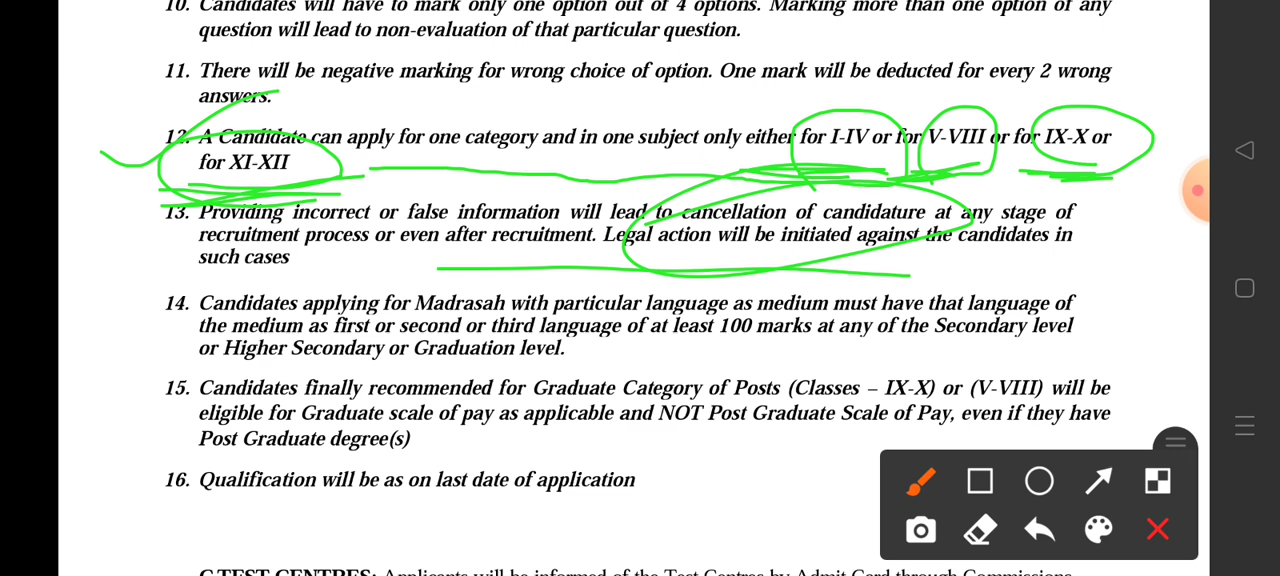 10. Candidates will have to mark only one option out of 4 options. Marking more than one option of any
question will lead to non-evaluation of that particular question.
11. There will be negative marking for wrong choice of option. One mark will be deducted for every 2 wrong
answers.
12. A Candidate can apply for one category and in one subject only either for I-IV or for V-VIII or for IX-X or
for XI-XII
13. Providing incorrect or false information will lead to cancellation of candidature at any stage of
recruitment process or even after recruitment. Legal action will be initiated against the candidates in
such cases
14. Candidates applying for Madrasah with particular language as medium must have that language of
the medium as first or second or third language of at least 100 marks at any of the Secondary level
or Higher Secondary or Graduation level.
15. Candidates finally recommended for Graduate Category of Posts (Classes – IX-X) or (V-VIII) will be
eligible for Graduate scale of pay as applicable and NOT Post Graduate Scale of Pay, even if they have
Post Graduate degree(s)
16. Qualification will be as on last date of application
C TEST CENTRES: Applicants will be informed of the Test Centres by Admit Card through Commissions